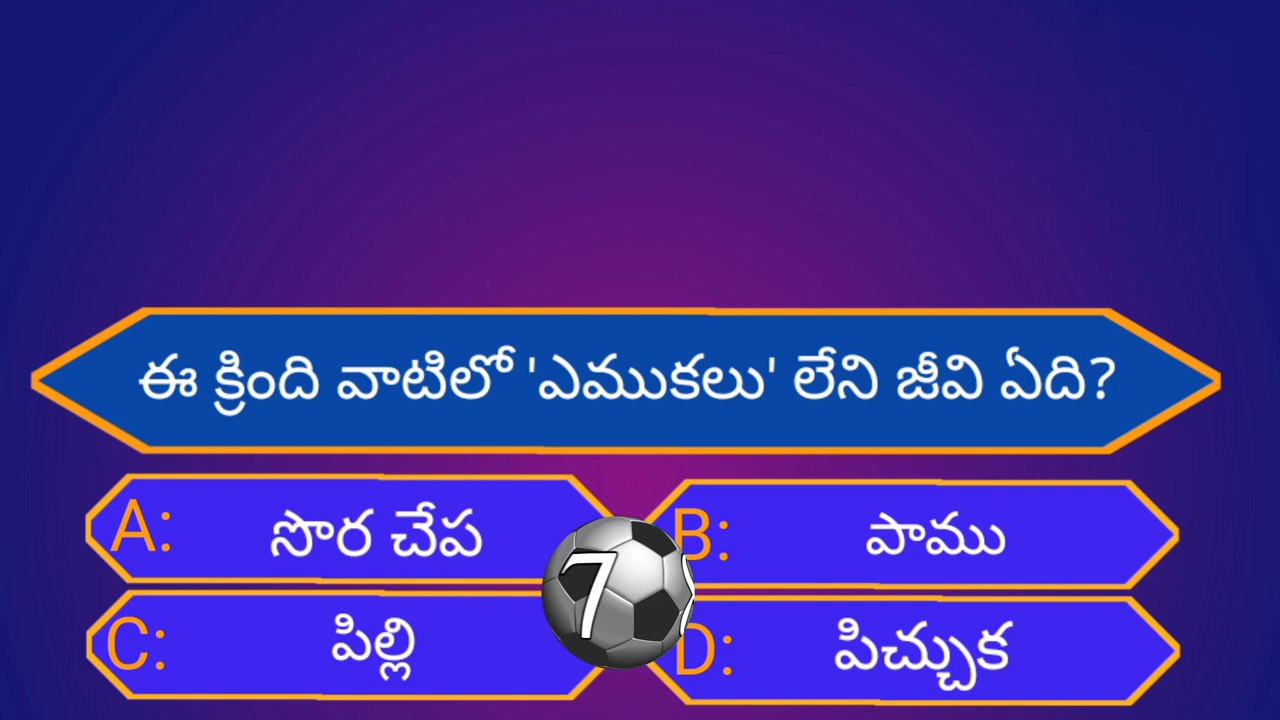 ఈ క్రింది వాటిలో 'ఎముకలు' లేని జీవి ఏది?
A: సొర చేప
B: పాము
7
C: పిల్లి
D: పిచ్చుక